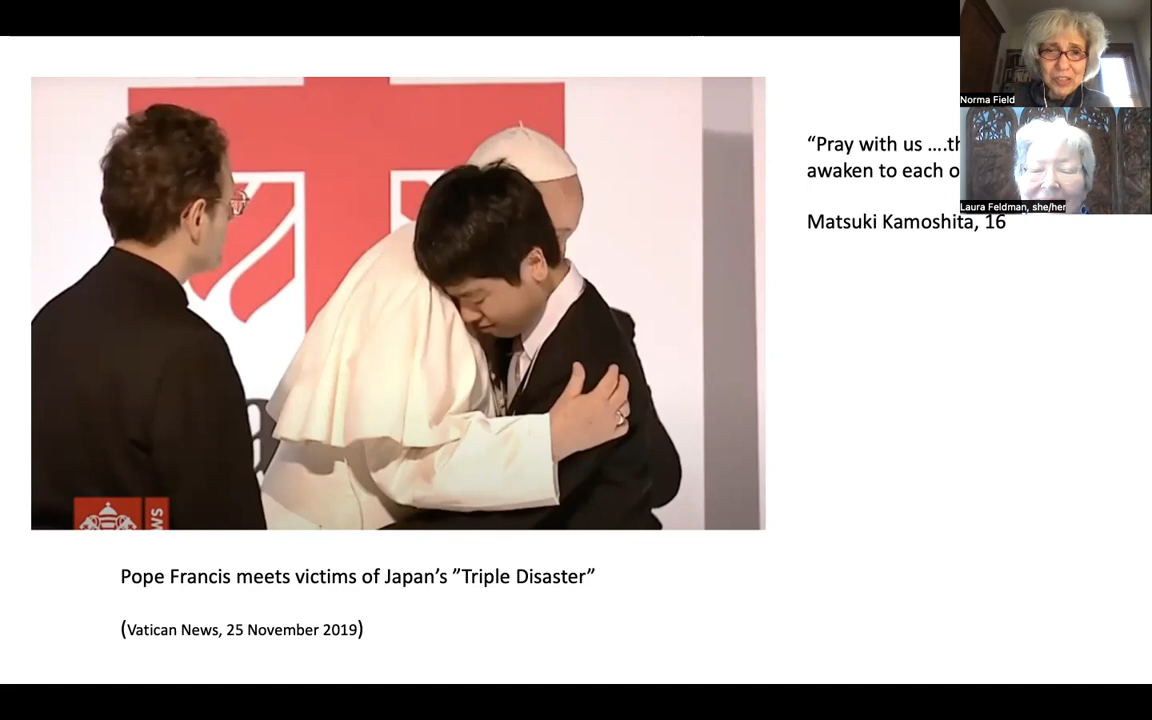 Norma Field
“Pray with us ....th
awaken to each o
Laura Feldman, she/her
Matsuki Kamoshita, 16
a
WS
Pope Francis meets victims of Japan’s ”Triple Disaster”
(Vatican News, 25 November 2019)